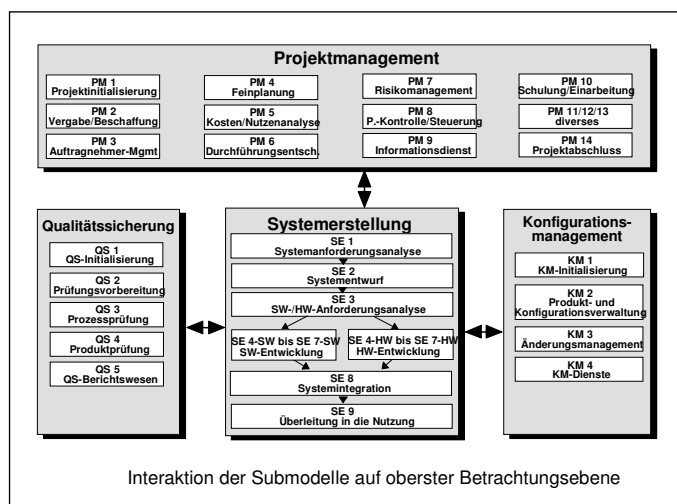 Projektmanagement
PM 1
Projektinitialisierung
PM 2
Vergabe/Beschaffung
PM 3
Auftragnehmer-Mgmt
PM 4
Feinplanung
PM 5
Kosten/Nutzenanalyse
PM 6
Durchführungsentsch.
PM 7
Risikomanagement
PM 8
P.-Kontrolle/Steuerung
PM 9
Informationsdienst
PM 10
Schulung/Einarbeitung
PM 11/12/13
diverses
PM 14
Projektabschluss
Qualitätssicherung
QS 1
QS-Initialisierung
QS 2
Prüfungsvorbereitung
QS 3
Prozessprüfung
QS 4
Produktprüfung
QS 5
QS-Berichtswesen
Systemerstellung
SE 1
Systemanforderungsanalyse
SE 2
Systementwurf
SE 3
SW-/HW-Anforderungsanalyse
SE 4-SW bis SE 7-SW
SW-Entwicklung
SE 4-HW bis SE 7-HW
HW-Entwicklung
SE 8
Systemintegration
SE 9
Überleitung in die Nutzung
Konfigurations-
management
KM 1
KM-Initialisierung
KM 2
Produkt- und
Konfigurationsverwaltung
KM 3
Änderungsmanagement
KM 4
KM-Dienste
Interaktion der Submodelle auf oberster Betrachtungsebene